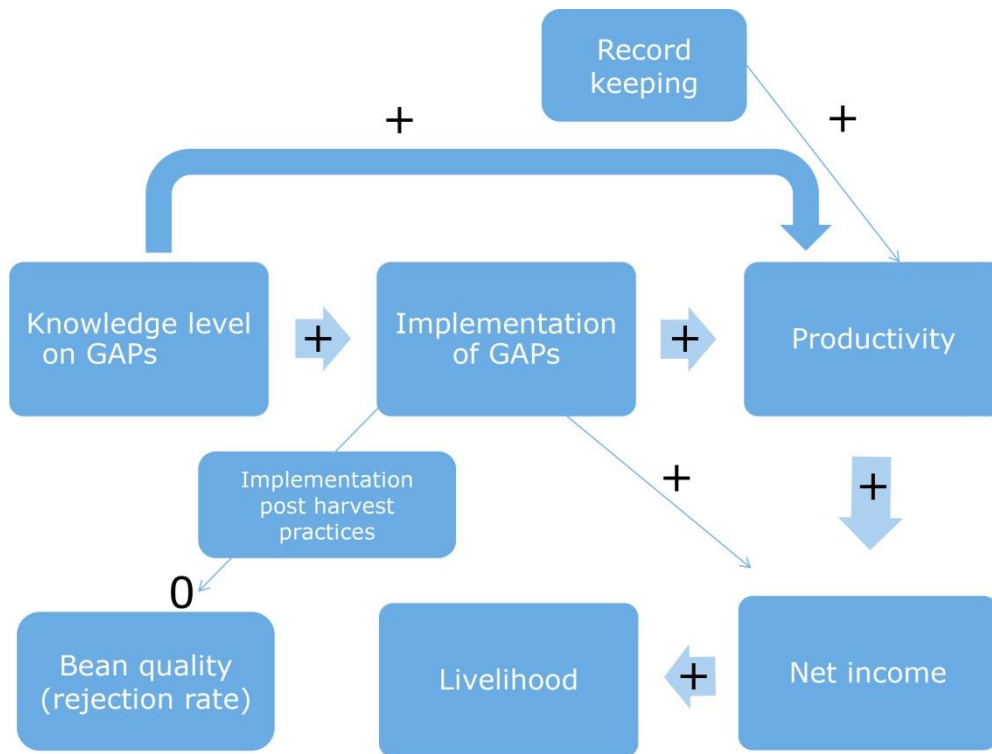 Record
keeping
+
+
Knowledge level
on GAPs
+
Implementation
of GAPs
+
Productivity
Implementation
post harvest
practices
+
+
0
Bean quality
(rejection rate)
Livelihood
+
Net income